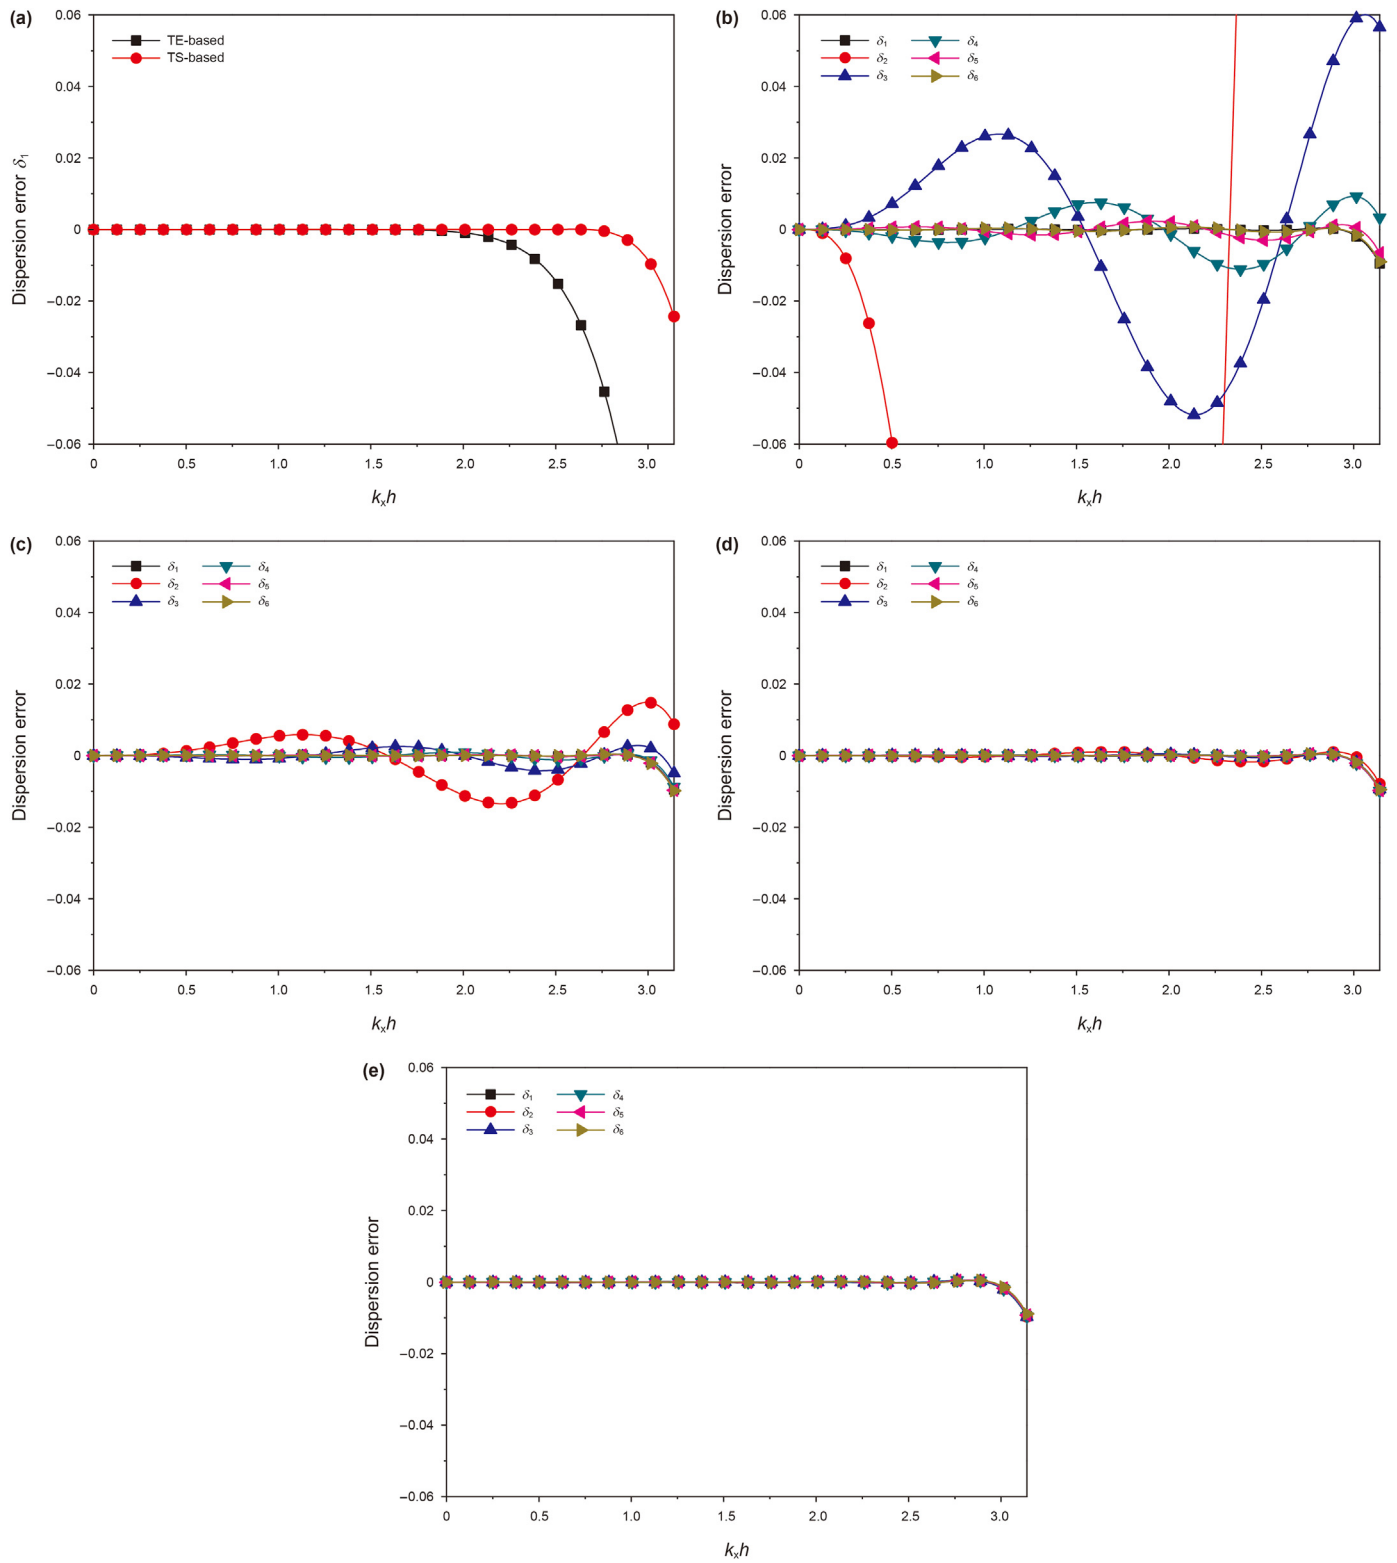 (a)
0.06
0.04
0.02
0
–0.02
–0.04
–0.06
Dispersion error δ1
TE-based
TS-based
0 0.5 1.0 1.5 2.0 2.5 3.0
kxh
(b)
0.06
0.04
0.02
0
–0.02
–0.04
–0.06
Dispersion error
δ1 δ4
δ2 δ5
δ3 δ6
0 0.5 1.0 1.5 2.0 2.5 3.0
kxh
(c)
0.06
0.04
0.02
0
–0.02
–0.04
–0.06
Dispersion error
δ1 δ4
δ2 δ5
δ3 δ6
0 0.5 1.0 1.5 2.0 2.5 3.0
kxh
(d)
0.06
0.04
0.02
0
–0.02
–0.04
–0.06
Dispersion error
δ1 δ4
δ2 δ5
δ3 δ6
0 0.5 1.0 1.5 2.0 2.5 3.0
kxh
(e)
0.06
0.04
0.02
0
–0.02
–0.04
–0.06
Dispersion error
δ1 δ4
δ2 δ5
δ3 δ6
0 0.5 1.0 1.5 2.0 2.5 3.0
kxh